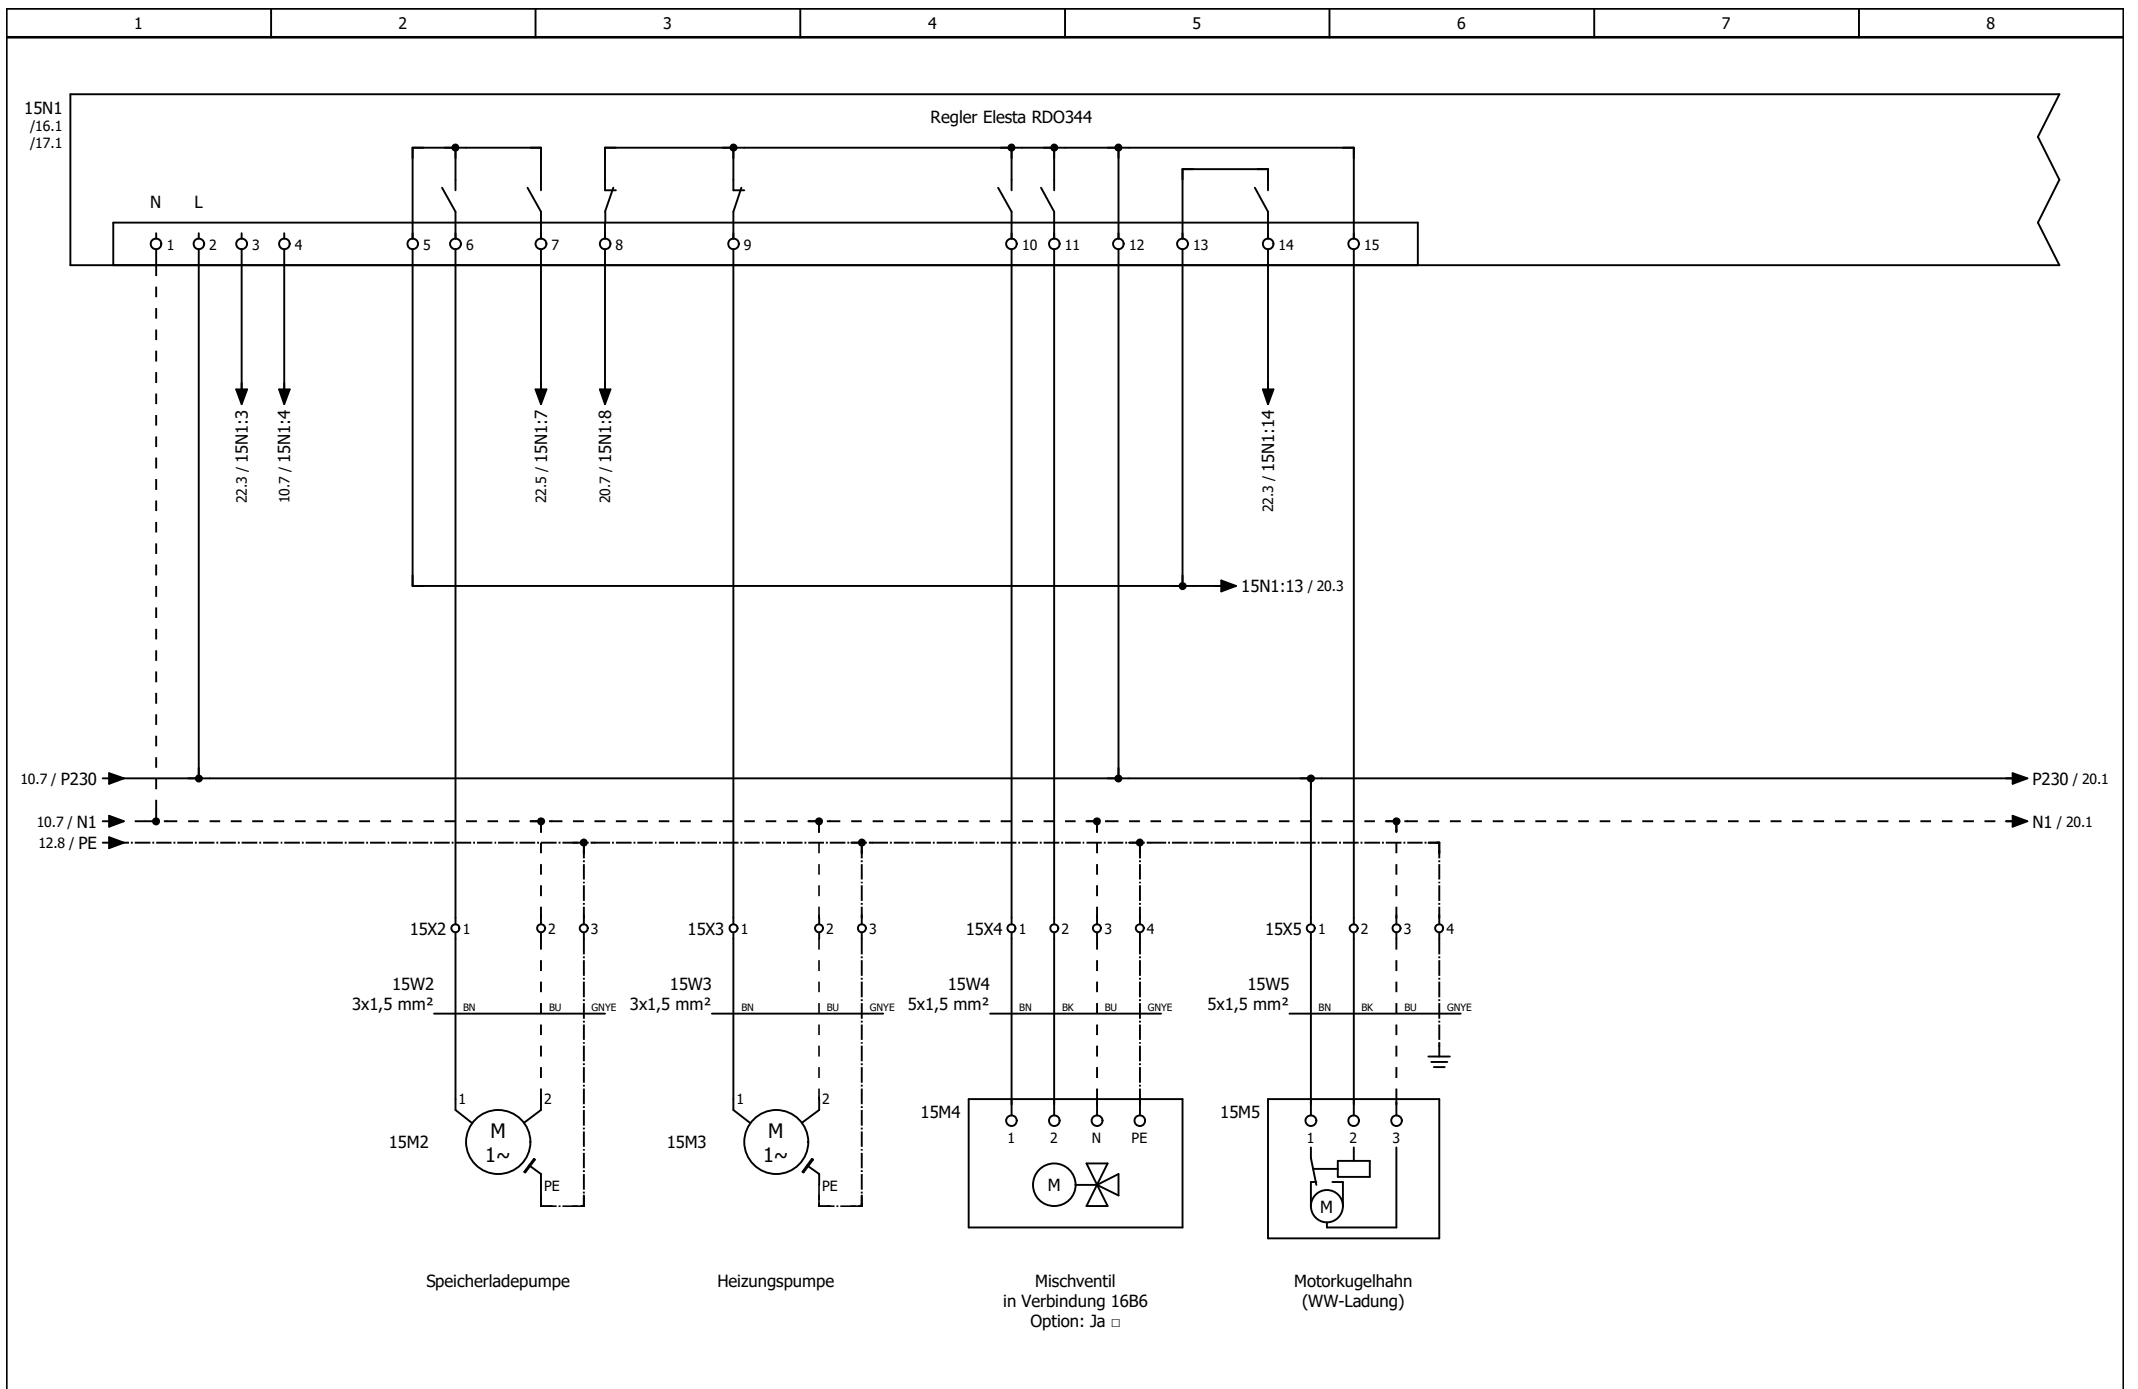 1 2 3 4 5 6 7 8
15N1
/16.1
/17.1
Regler Elesta RDO344
N L
1 2 3 4 5 6 7 8 9 10 11 12 13 14 15
22.3 / 15N1:3
10.7 / 15N1:4
22.5 / 15N1:7
20.7 / 15N1:8
22.3 / 15N1:14
15N1:13 / 20.3
10.7 / P230
P230 / 20.1
10.7 / N1
N1 / 20.1
12.8 / PE
15X2 1 2 3
15X3 1 2 3
15X4 1 2 3 4
15X5 1 2 3 4
15W2
3x1,5 mm²
BN BU GNYE
15W3
3x1,5 mm²
BN BU GNYE
15W4
5x1,5 mm²
BN BK BU GNYE
15W5
5x1,5 mm²
BN BK BU GNYE
1 2
15M2
M
1~
PE
1 2
15M3
M
1~
PE
15M4
1 2 N PE
M
15M5
1 2 3
M
Speicherladepumpe
Heizungspumpe
Mischventil
in Verbindung 16B6
Option: Ja □
Motorkugelhahn
(WW-Ladung)